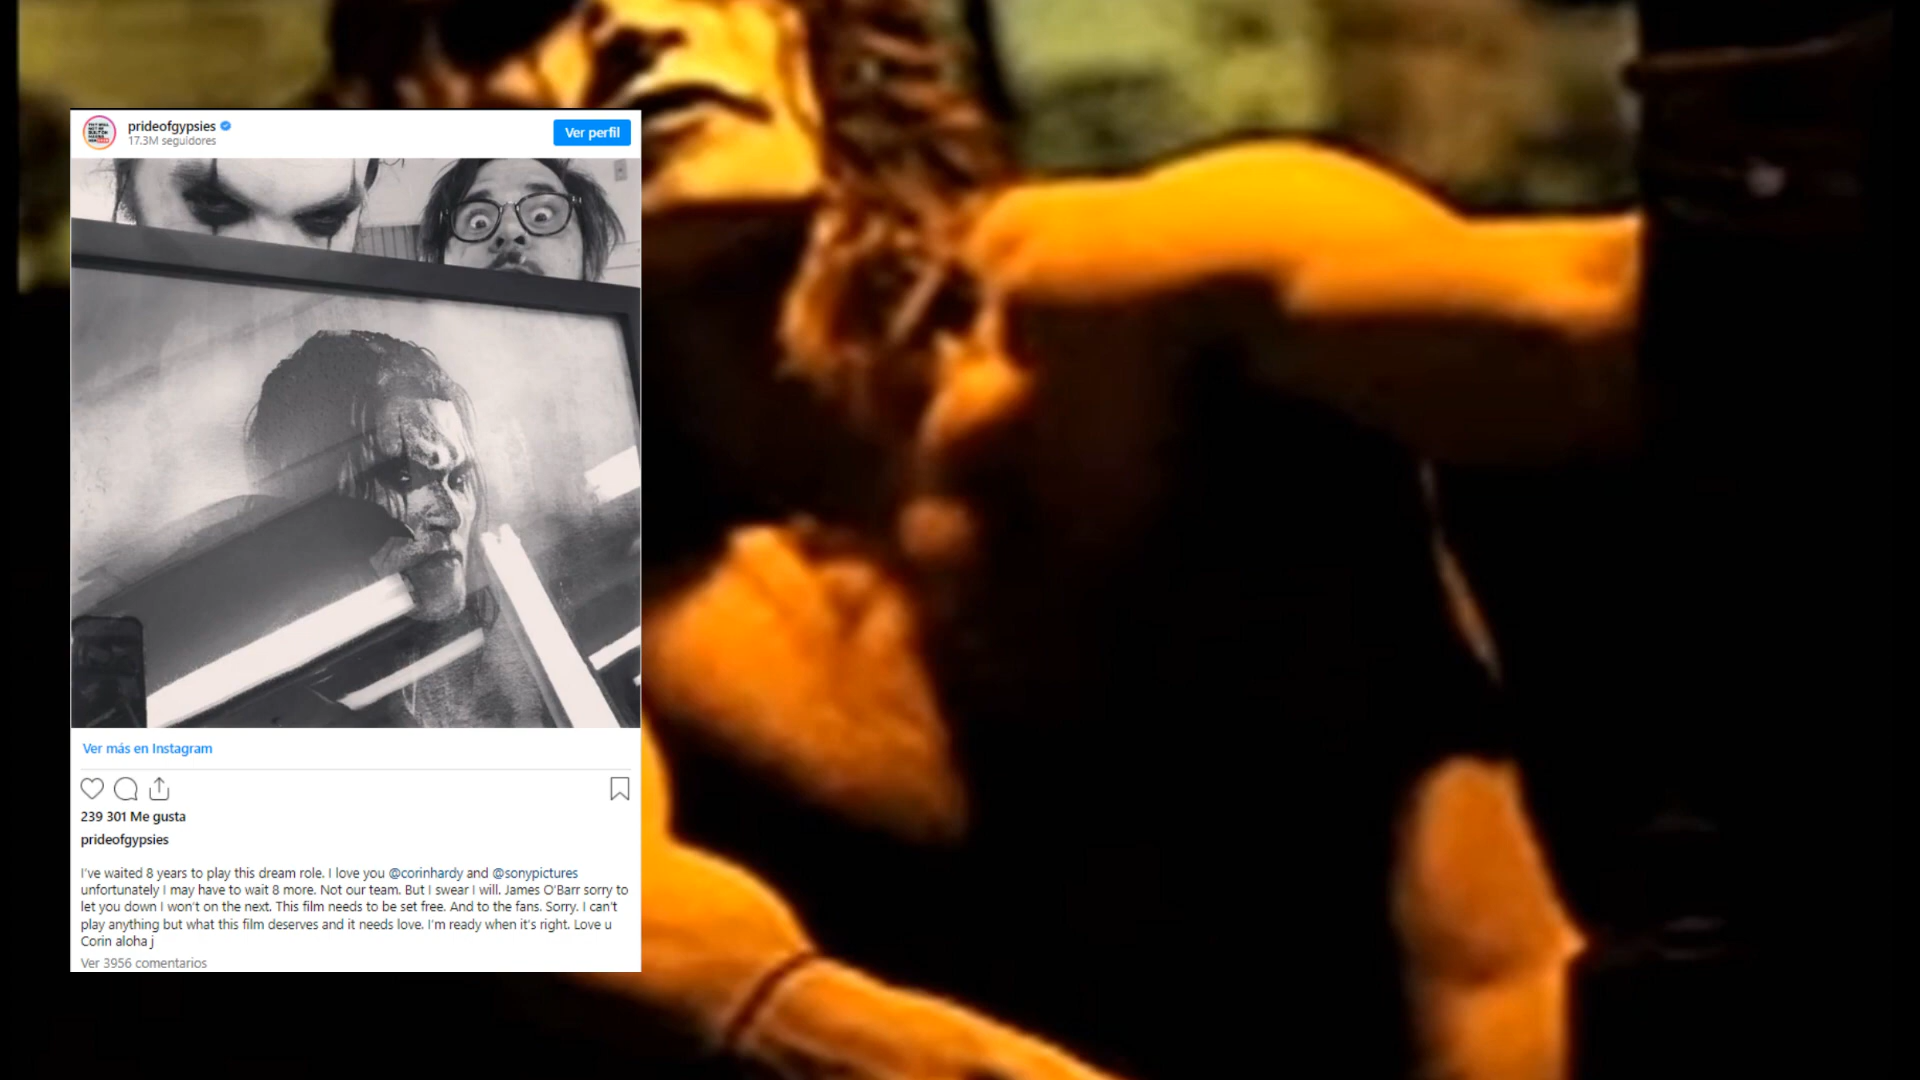 prideofgypsies
17.3M seguidores
Ver perfil
Ver más en Instagram
239 301 Me gusta
prideofgypsies
I've waited 8 years to play this dream role. I love you @corinhardy and @sonypictures
unfortunately I may have to wait 8 more. Not our team. But I swear I will. James O'Barr sorry to
let you down I won't on the next. This film needs to be set free. And to the fans. Sorry. I can't
play anything but what this film deserves and it needs love. I'm ready when it's right. Love u
Corin aloha j
Ver 3956 comentarios